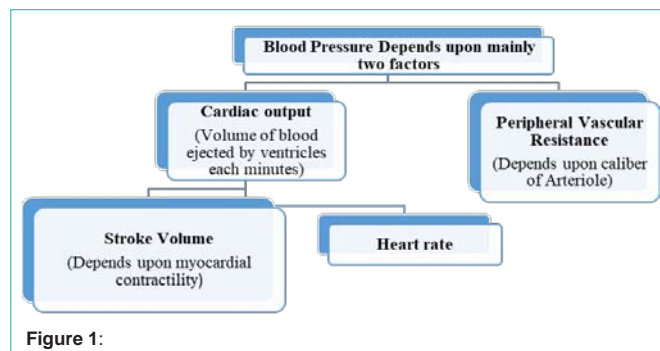 Blood Pressure Depends upon mainly
two factors
Cardiac output
(Volume of blood
ejected by ventricles
each minutes)
Peripheral Vascular
Resistance
(Depends upon caliber
of Arteriole)
Stroke Volume
(Depends upon myocardial
contractility)
Heart rate
Figure 1: